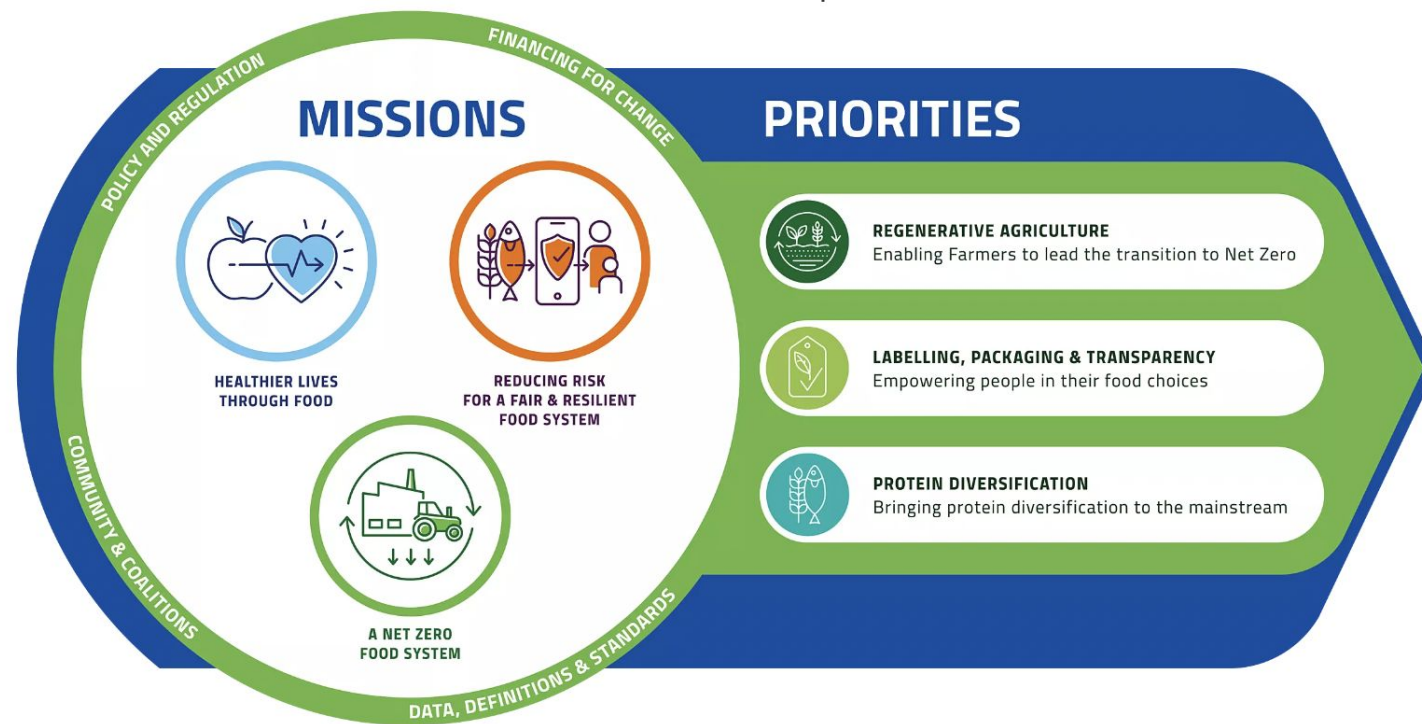 POLICY AND REGULATION
FINANCING FOR CHANGE
COMMUNITY & COALITIONS
DATA, DEFINITIONS & STANDARDS
MISSIONS
HEALTHIER LIVES
THROUGH FOOD
REDUCING RISK
FOR A FAIR & RESILIENT
FOOD SYSTEM
A NET ZERO
FOOD SYSTEM
PRIORITIES
REGENERATIVE AGRICULTURE
Enabling Farmers to lead the transition to Net Zero
LABELLING, PACKAGING & TRANSPARENCY
Empowering people in their food choices
PROTEIN DIVERSIFICATION
Bringing protein diversification to the mainstream